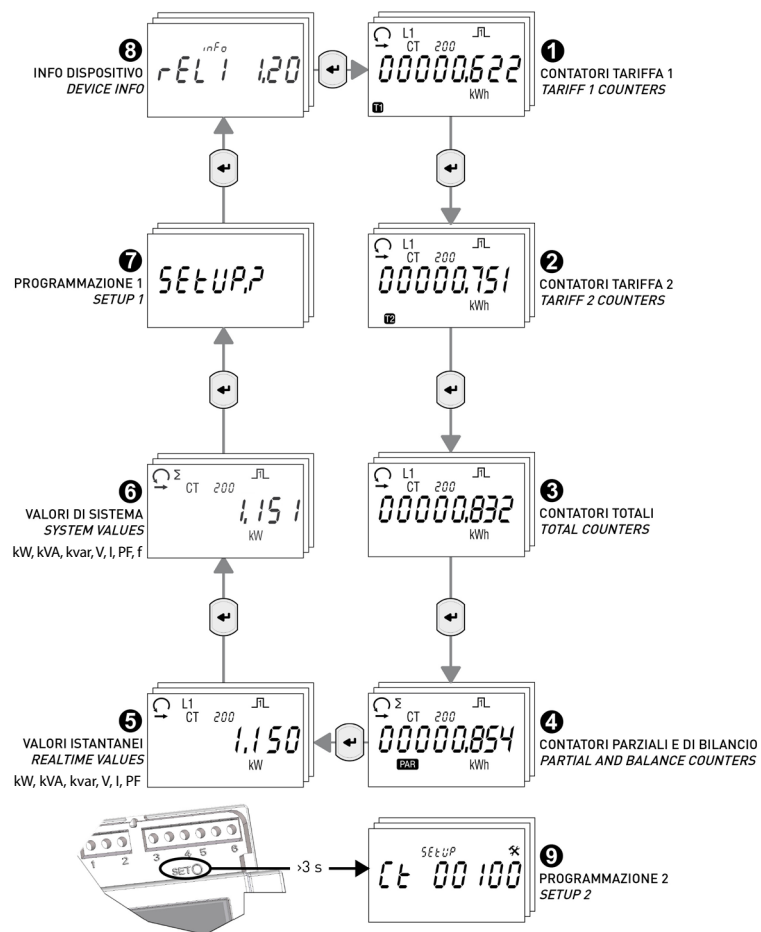 8
INFO DISPOSITIVO
DEVICE INFO
inFo
rEL1 1.20
1
L1
CT 200
00000.622
kWh
T1
CONTATORI TARIFFA 1
TARIFF 1 COUNTERS
7
PROGRAMMAZIONE 1
SETUP 1
SEtUP.?
2
L1
CT 200
00000.751
kWh
T2
CONTATORI TARIFFA 2
TARIFF 2 COUNTERS
6
VALORI DI SISTEMA
SYSTEM VALUES
kW, kVA, kvar, V, I, PF, f
Σ
CT 200
1.151
kW
3
L1
CT 200
00000.832
kWh
CONTATORI TOTALI
TOTAL COUNTERS
5
VALORI ISTANTANEI
REALTIME VALUES
kW, kVA, kvar, V, I, PF
L1
CT 200
1.150
kW
4
Σ
CT 200
00000.854
PAR kWh
CONTATORI PARZIALI E DI BILANCIO
PARTIAL AND BALANCE COUNTERS
1 2 3 4 5 6
SET
>3 s
SEtUP
Ct 00100
9
PROGRAMMAZIONE 2
SETUP 2